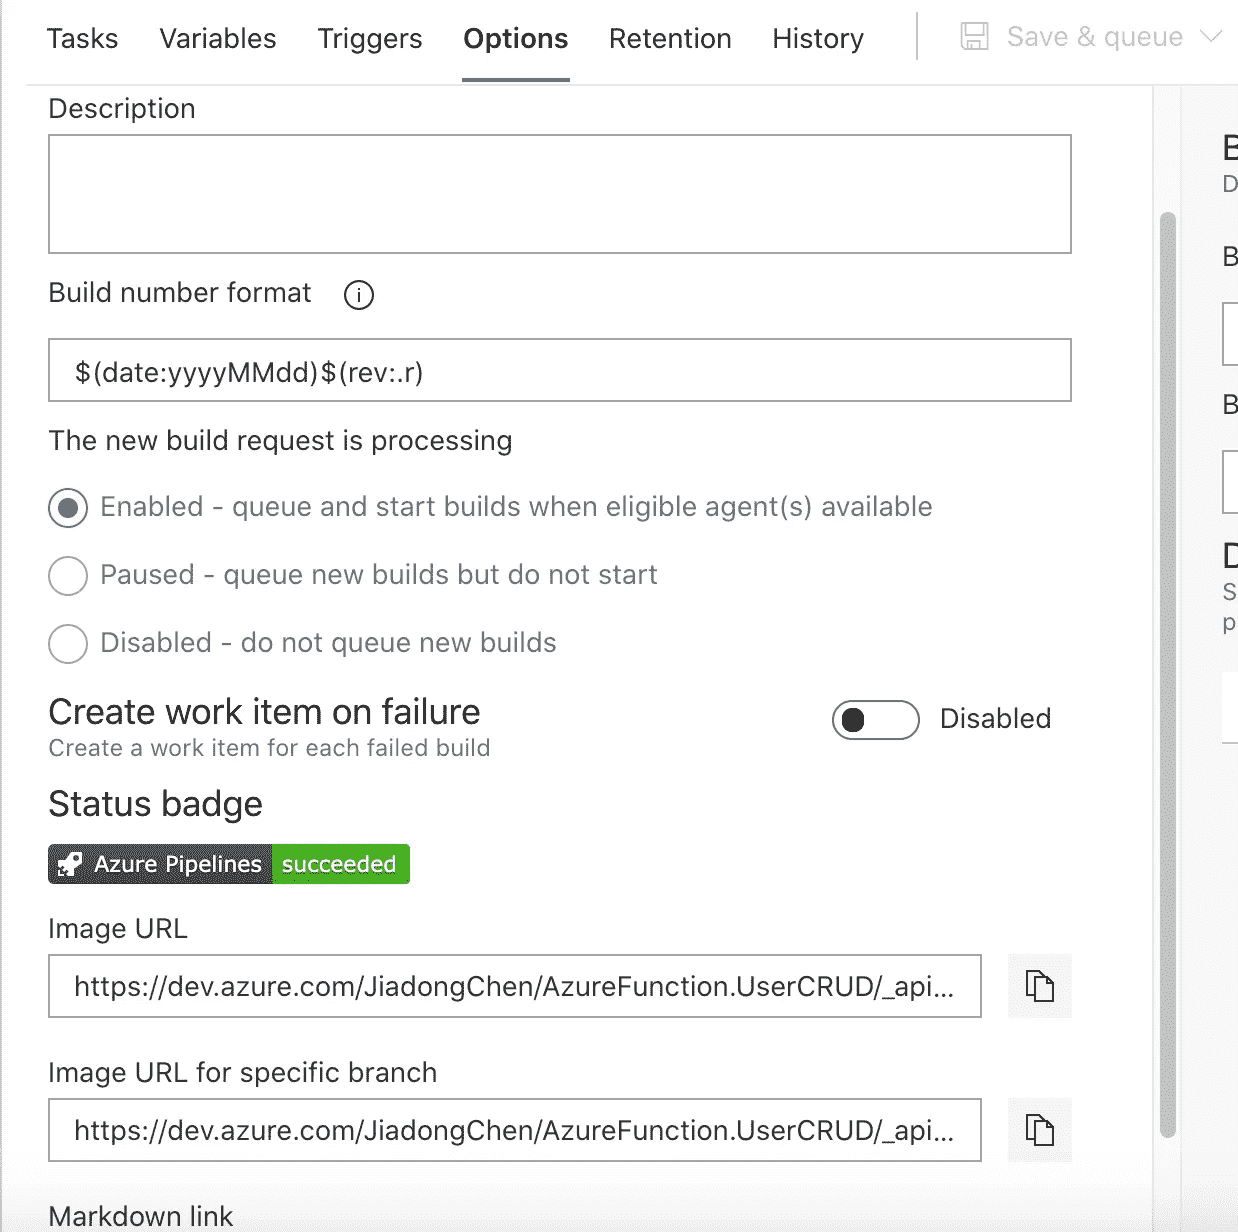 Tasks Variables Triggers Options Retention History Save & queue
Description
Build number format
$(date:yyyyMMdd)$(rev:.r)
The new build request is processing
Enabled - queue and start builds when eligible agent(s) available
Paused - queue new builds but do not start
Disabled - do not queue new builds
Create work item on failure
Disabled
Create a work item for each failed build
Status badge
Azure Pipelines succeeded
Image URL
https://dev.azure.com/JiadongChen/AzureFunction.UserCRUD/_api...
Image URL for specific branch
https://dev.azure.com/JiadongChen/AzureFunction.UserCRUD/_api...
Markdown link